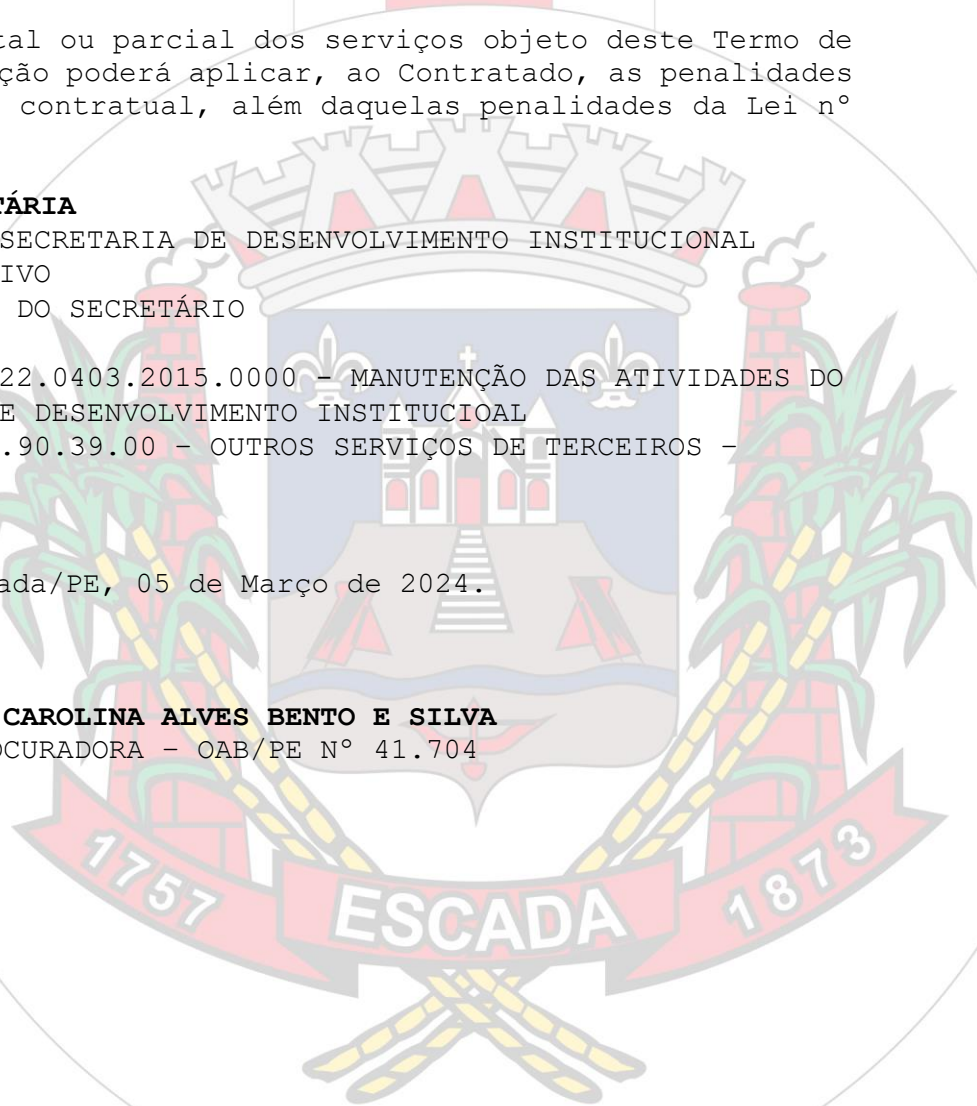 tal ou parcial dos serviços objeto deste Termo de
ção poderá aplicar, ao Contratado, as penalidades
contratual, além daquelas penalidades da Lei nº
TÁRIA
SECRETARIA DE DESENVOLVIMENTO INSTITUCIONAL
IVO
DO SECRETÁRIO
22.0403.2015.0000 – MANUTENÇÃO DAS ATIVIDADES DO
E DESENVOLVIMENTO INSTITUCIOAL
.90.39.00 – OUTROS SERVIÇOS DE TERCEIROS –
ada/PE, 05 de Março de 2024.
CAROLINA ALVES BENTO E SILVA
OCURADORA – OAB/PE N° 41.704
1757 ESCADA 1873